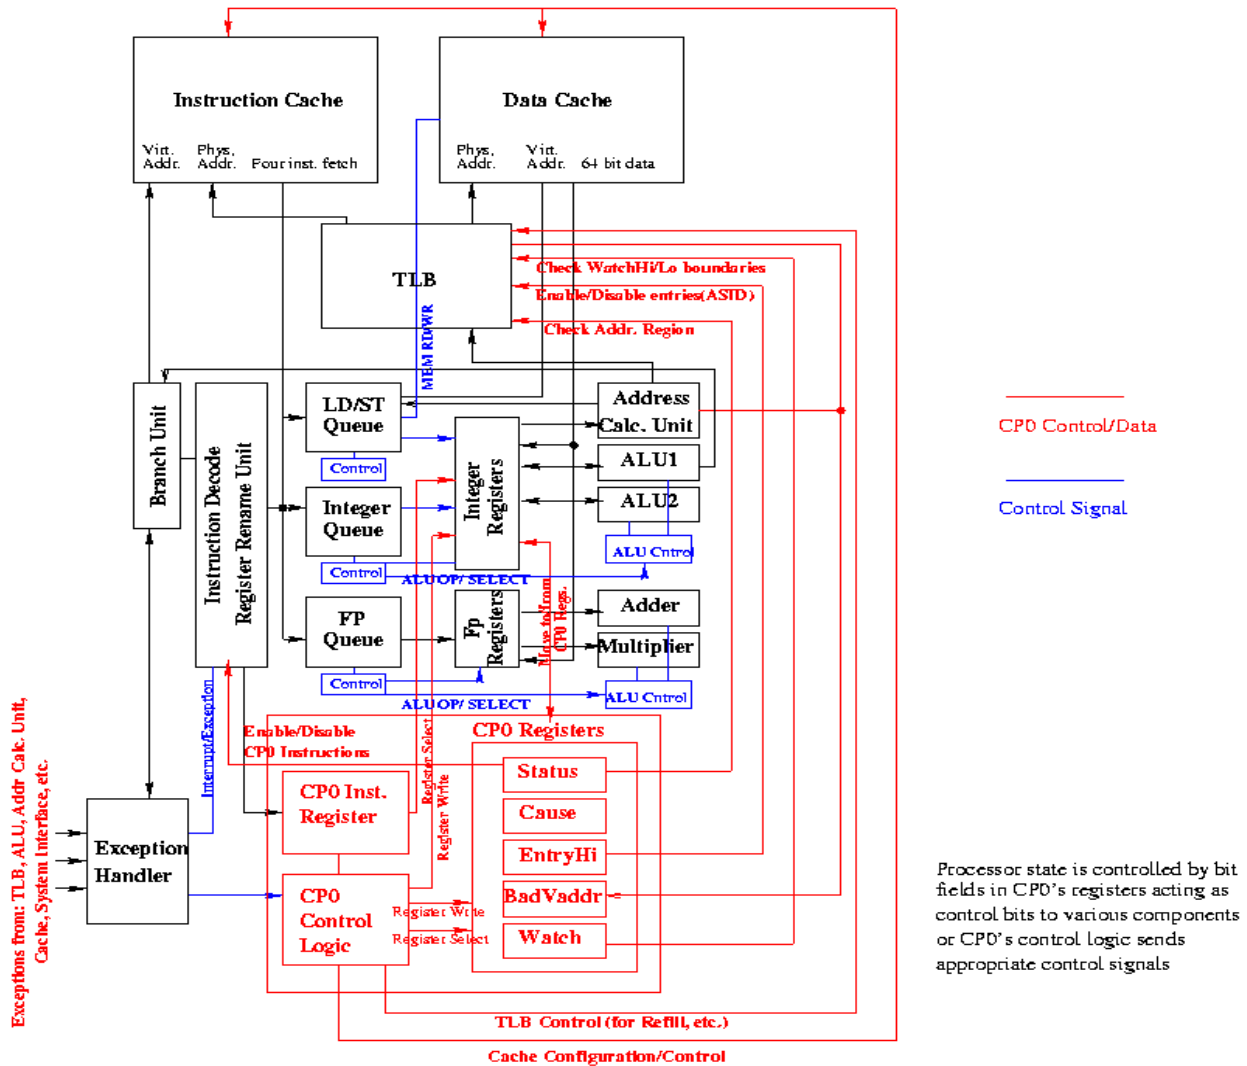 Instruction Cache
Data Cache
Virt.
Addr.
Phys,
Addr.
Four inst. fetch
Phys,
Addr.
Virt.
Addr.
64 bit data
TLB
Check WatchHi/Lo boundaries
Enable/Disable entries(ASID)
Check Addr. Region
MEM RD/WR
Branch Unit
Instruction Decode
Register Rename Unit
LD/ST
Queue
Control
Integer
Queue
Control
FP
Queue
Control
Integer
Registers
Fp
Registers
Address
Calc. Unit
ALU1
ALU2
ALU Cntrol
ALUOP/ SELECT
Adder
Multiplier
ALU Cntrol
ALUOP/ SELECT
Move to/from
CP0 Regs.
CP0 Control/Data
Control Signal
Interrupt/Exception
Enable/Disable
CP0 Instructions
Register Select
Register Write
CP0 Registers
Status
Cause
EntryHi
BadVaddr
Watch
CP0 Inst.
Register
CP0
Control
Logic
Register Write
Register Select
Exception
Handler
Exceptions from: TLB, ALU, Addr Calc. Unit,
Cache, System Interface, etc.
TLB Control (for Refill, etc.)
Cache Configuration/Control
Processor state is controlled by bit
fields in CP0's registers acting as
control bits to various components
or CP0's control logic sends
appropriate control signals